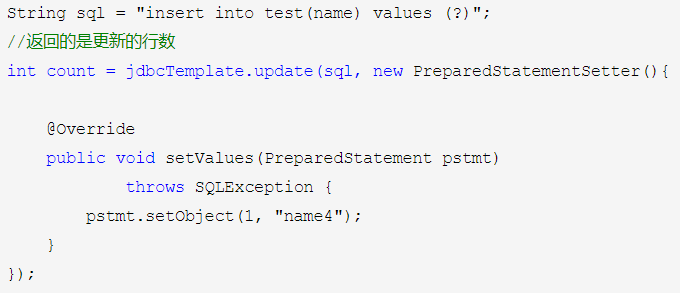 String sql = "insert into test(name) values (?)";
//返回的是更新的行数
int count = jdbcTemplate.update(sql, new PreparedStatementSetter(){
@Override
public void setValues(PreparedStatement pstmt)
throws SQLException {
pstmt.setObject(1, "name4");
}
});